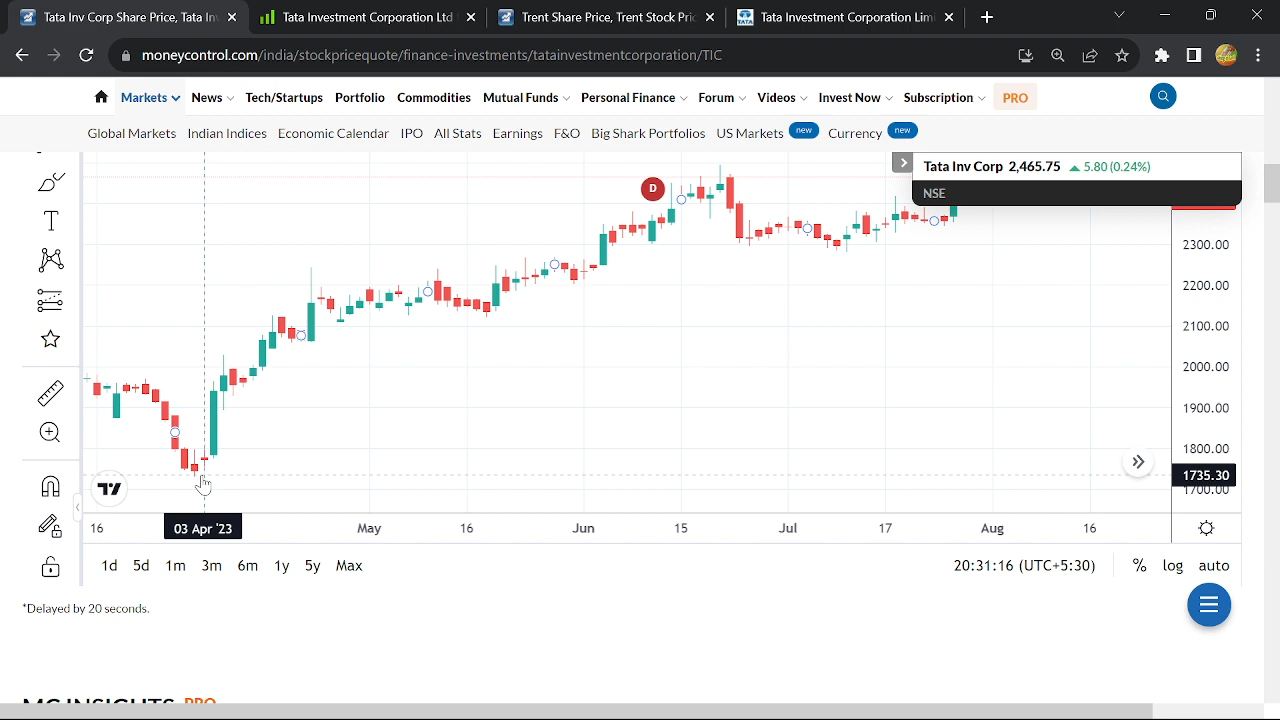 Tata Inv Corp Share Price, Tata Inv
Tata Investment Corporation Ltd
Trent Share Price, Trent Stock Pric
TATA
Tata Investment Corporation Limi
moneycontrol.com/india/stockpricequote/finance-investments/tatainvestmentcorporation/TIC
Markets News Tech/Startups Portfolio Commodities Mutual Funds Personal Finance Forum Videos Invest Now Subscription PRO
Global Markets Indian Indices Economic Calendar IPO All Stats Earnings F&O Big Shark Portfolios US Markets new Currency new
Tata Inv Corp 2,465.75 ▲ 5.80 (0.24%)
NSE
D
2300.00
2200.00
2100.00
2000.00
1900.00
1800.00
1735.30
1700.00
16 03 Apr '23 May 16 Jun 15 Jul 17 Aug 16
1d 5d 1m 3m 6m 1y 5y Max 20:31:16 (UTC+5:30) % log auto
*Delayed by 20 seconds.
MC INSIGHTS PRO